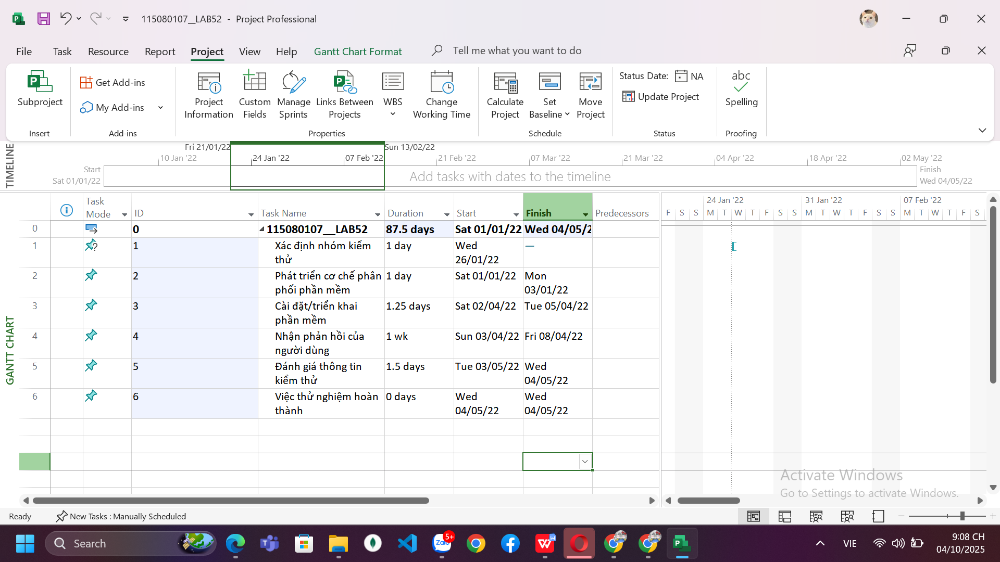 115080107__LAB52 - Project Professional
File Task Resource Report Project View Help Gantt Chart Format Tell me what you want to do
Subproject
Insert
Get Add-ins
My Add-ins
Add-ins
Project Information
Custom Fields
Manage Sprints
Links Between Projects
WBS
Change Working Time
Properties
Calculate Project
Set Baseline
Move Project
Schedule
Status Date: NA
Update Project
Status
abc
Spelling
Proofing
TIMELINE
Fri 21/01/22 Sun 13/02/22
10 Jan '22 24 Jan '22 07 Feb '22 21 Feb '22 07 Mar '22 21 Mar '22 04 Apr '22 18 Apr '22 02 May '22
Start
Sat 01/01/22
Add tasks with dates to the timeline
Finish
Wed 04/05/22
GANTT CHART
Task Mode ID Task Name Duration Start Finish Predecessors
24 Jan '22 31 Jan '22 07 Feb '22
F S S M T W T F S S M T W T F S S M T W T F S
0 0 115080107__LAB52 87.5 days Sat 01/01/22 Wed 04/05/2
1 1 Xác định nhóm kiểm thử 1 day Wed 26/01/22
2 2 Phát triển cơ chế phân phối phần mềm 1 day Sat 01/01/22 Mon 03/01/22
3 3 Cài đặt/triển khai phần mềm 1.25 days Sat 02/04/22 Tue 05/04/22
4 4 Nhận phản hồi của người dùng 1 wk Sun 03/04/22 Fri 08/04/22
5 5 Đánh giá thông tin kiểm thử 1.5 days Tue 03/05/22 Wed 04/05/22
6 6 Việc thử nghiệm hoàn thành 0 days Wed 04/05/22 Wed 04/05/22
Activate Windows
Go to Settings to activate Windows.
Ready New Tasks : Manually Scheduled
Search
Zalo
5+
VIE
9:08 CH
04/10/2025